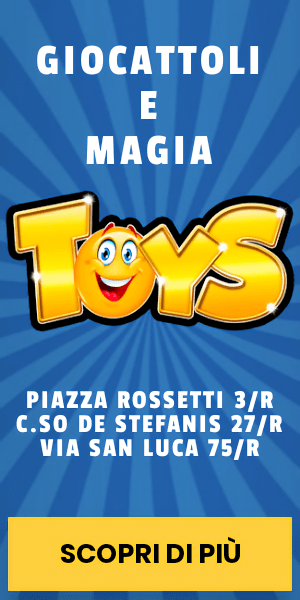 GIOCATTOLI
E
MAGIA
TOYS
PIAZZA ROSSETTI 3/R
C.SO DE STEFANIS 27/R
VIA SAN LUCA 75/R
SCOPRI DI PIÙ